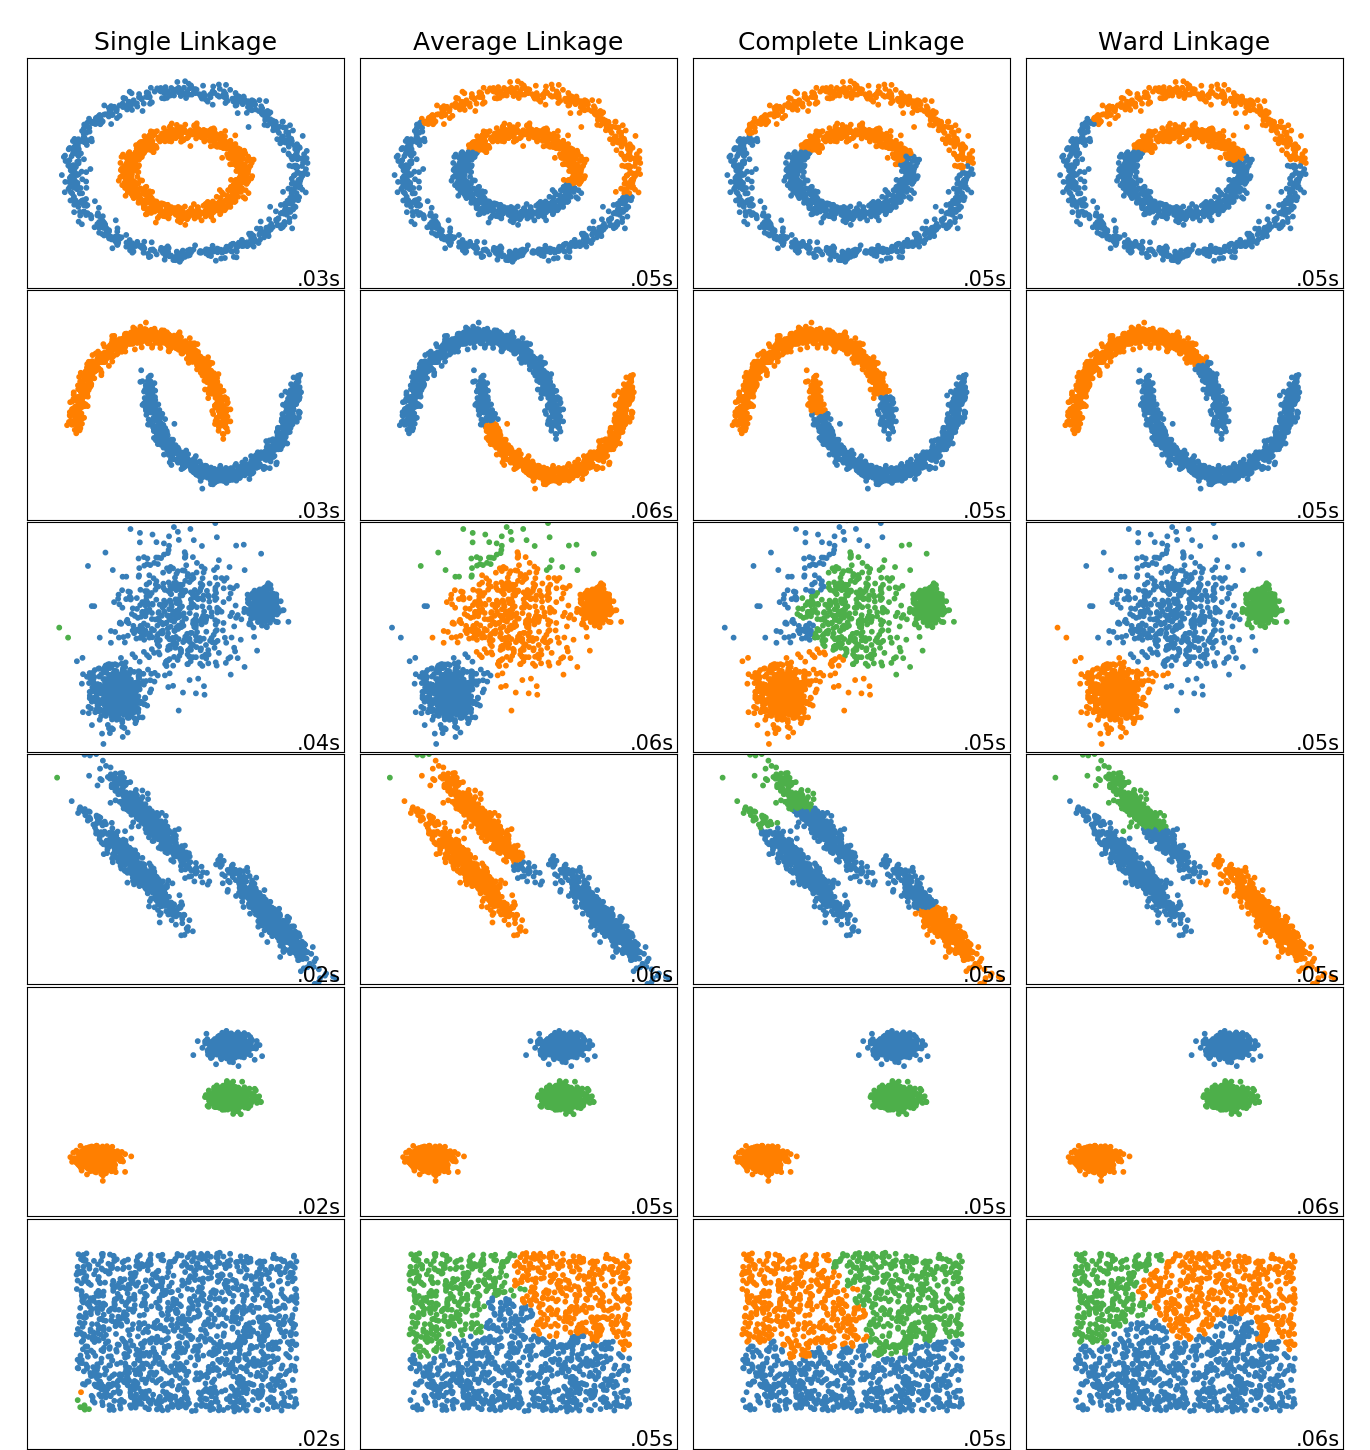 Single Linkage Average Linkage Complete Linkage Ward Linkage
.03s .05s .05s .05s
.03s .06s .05s .05s
.04s .06s .05s .05s
.02s .06s .05s .05s
.02s .05s .05s .06s
.02s .05s .05s .06s